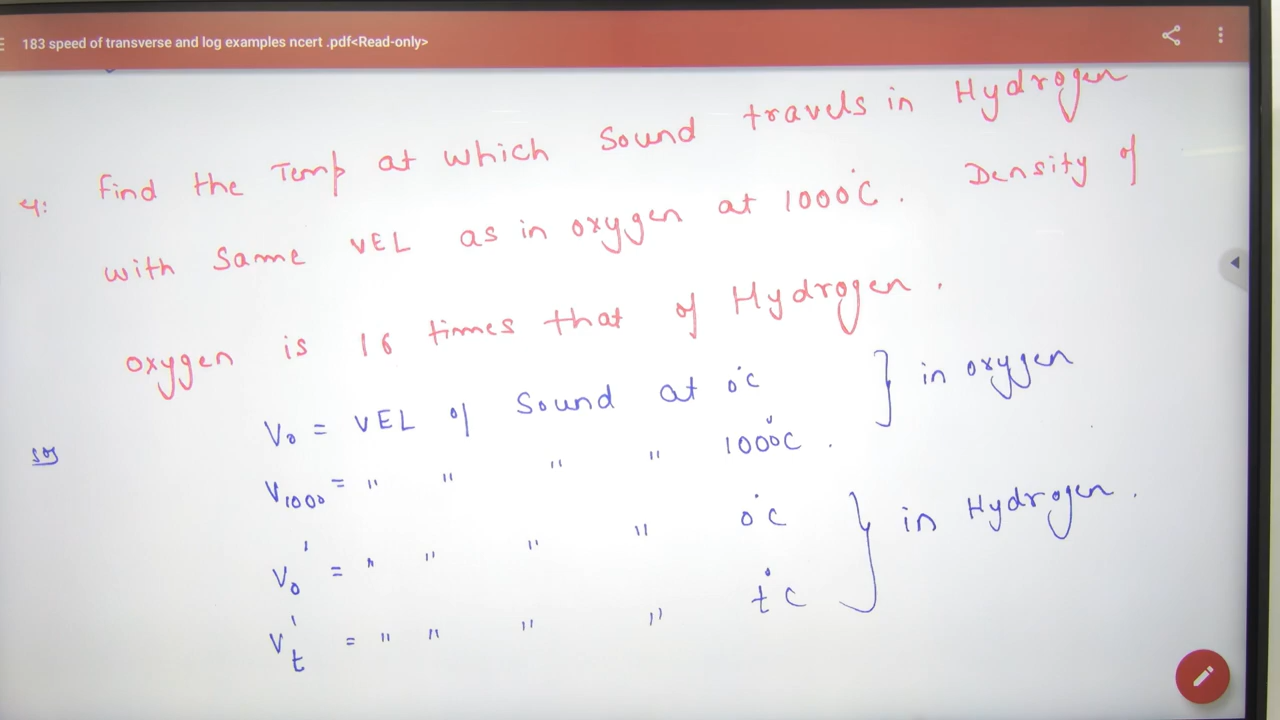 183 speed of transverse and log examples ncert .pdf<Read-only>
4: Find the Temp at which Sound travels in Hydrogen
with Same VEL as in oxygen at 1000°C. Density of
oxygen is 16 times that of Hydrogen.
Sol V₀ = VEL of Sound at 0°C } in oxygen
V₁₀₀₀ = " " " " 1000°C.
V₀' = " " " " 0°C } in Hydrogen.
Vₜ' = " " " " t°C